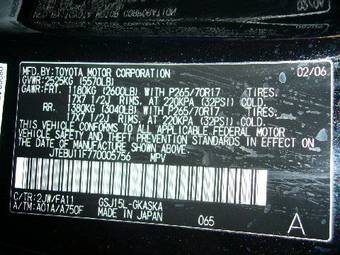 MFD.BY:TOYOTA MOTOR CORPORATION 02/06
GVWR:2525KG (5570LB)
GAWR:FRT. 1180KG (2600LB) WITH P265/70R17 TIRES.
17x7 1/2J RIMS. AT 220KPA (32PSI) COLD.
RR. 1380KG (3040LB) WITH P265/70R17 TIRES.
17x7 1/2J RIMS. AT 220KPA (32PSI) COLD.
THIS VEHICLE CONFORMS TO ALL APPLICABLE FEDERAL MOTOR
VEHICLE SAFETY AND THEFT PREVENTION STANDARDS IN EFFECT
ON THE DATE OF MANUFACTURE SHOWN ABOVE.
JTEBU11F770005756 MPV
C/TR:2JW/FA11 GSJ15L-GKASKA
A/TM:A01A/A750F MADE IN JAPAN 065 A